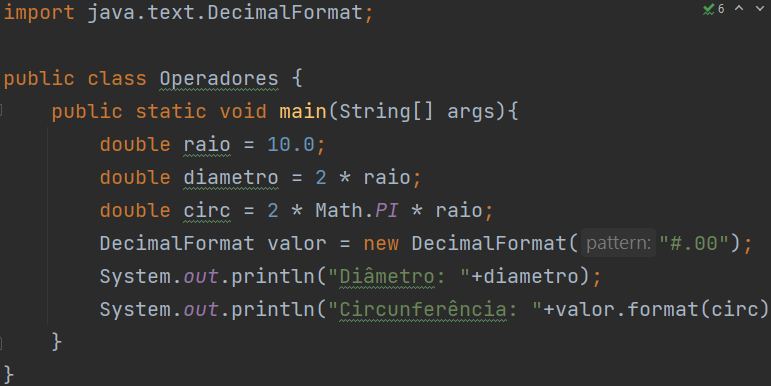 import java.text.DecimalFormat;
6
public class Operadores {
public static void main(String[] args){
double raio = 10.0;
double diametro = 2 * raio;
double circ = 2 * Math.PI * raio;
DecimalFormat valor = new DecimalFormat( pattern: "#.00");
System.out.println("Diâmetro: "+diametro);
System.out.println("Circunferência: "+valor.format(circ)
}
}